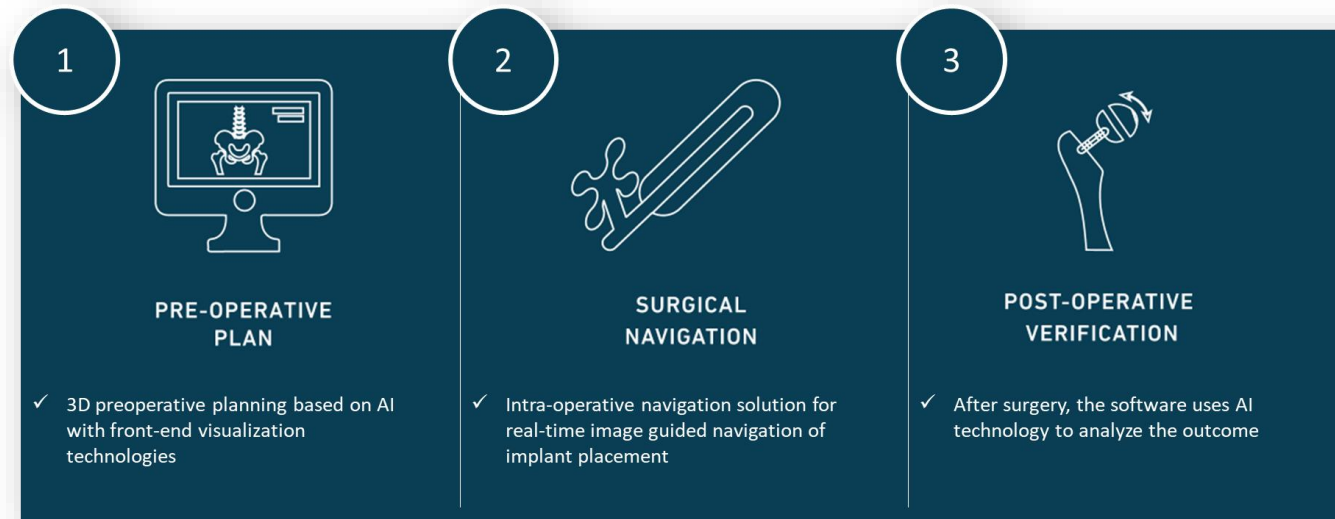 1
PRE-OPERATIVE
PLAN
✓ 3D preoperative planning based on AI
with front-end visualization
technologies
2
SURGICAL
NAVIGATION
✓ Intra-operative navigation solution for
real-time image guided navigation of
implant placement
3
POST-OPERATIVE
VERIFICATION
✓ After surgery, the software uses AI
technology to analyze the outcome